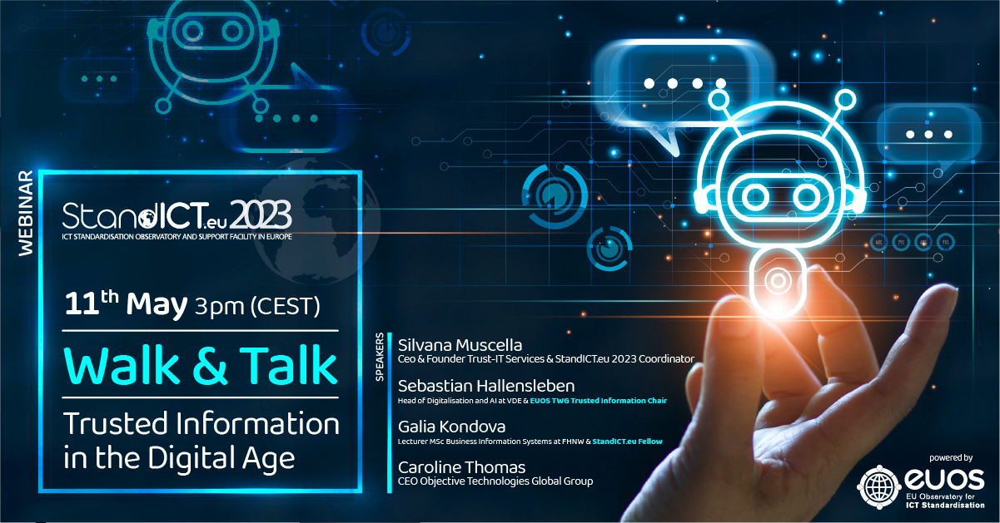 WEBINAR
StandICT.eu 2023
ICT STANDARDISATION OBSERVATORY AND SUPPORT FACILITY IN EUROPE
11th May 3pm (CEST)
Walk & Talk
Trusted Information
in the Digital Age
SPEAKERS
Silvana Muscella
Ceo & Founder Trust-IT Services & StandICT.eu 2023 Coordinator
Sebastian Hallensleben
Head of Digitalisation and AI at VDE & EUOS TWG Trusted Information Chair
Galia Kondova
Lecturer MSc Business Information Systems at FHNW & StandICT.eu Fellow
Caroline Thomas
CEO Objective Technologies Global Group
powered by
euos
EU Observatory for
ICT Standardisation